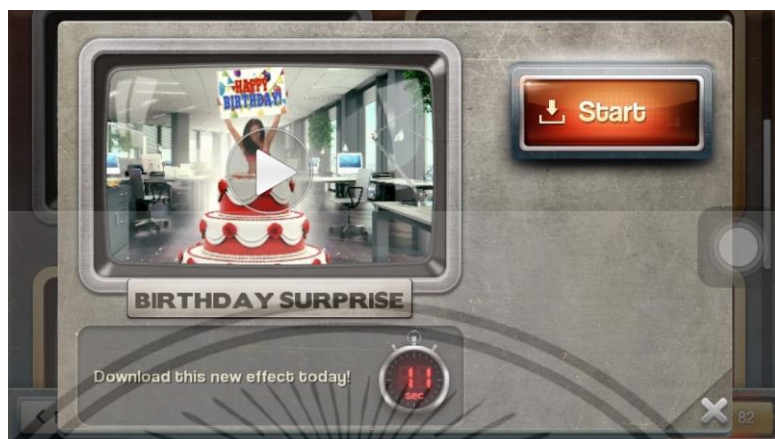 HAPPY
BIRTHDAY!
Start
BIRTHDAY SURPRISE
Download this new effect today!
11
sec
82